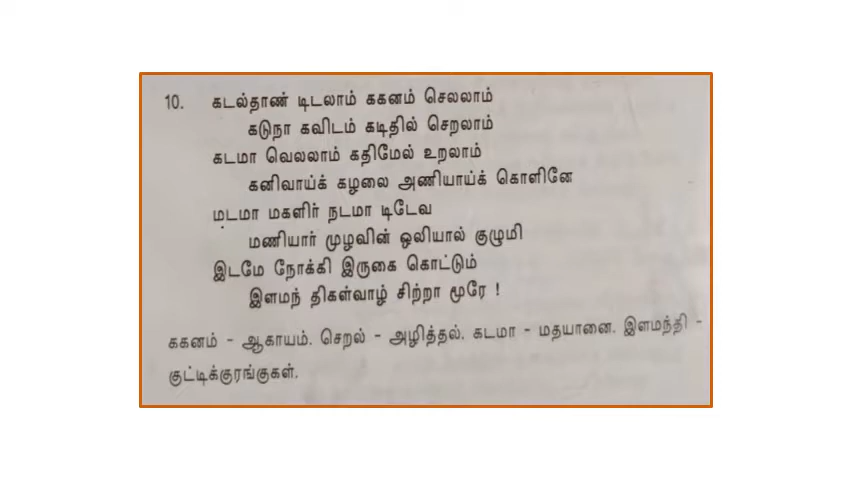 10. கடல்தாண் டிடலாம் ககனம் செலலாம்
கடுநா கவிடம் கடிதில் செறலாம்
கடமா வெலலாம் கதிமேல் உறலாம்
கனிவாய்க் கழலை அணியாய்க் கொளினே
மடமா மகளிர் நடமா டிடேவ
மணியார் முழவின் ஒலியால் குழுமி
இடமே நோக்கி இருகை கொட்டும்
இளமந் திகள்வாழ் சிற்றா மூரே !
ககனம் - ஆகாயம். செறல் - அழித்தல். கடமா - மதயானை. இளமந்தி -
குட்டிக்குரங்குகள்.